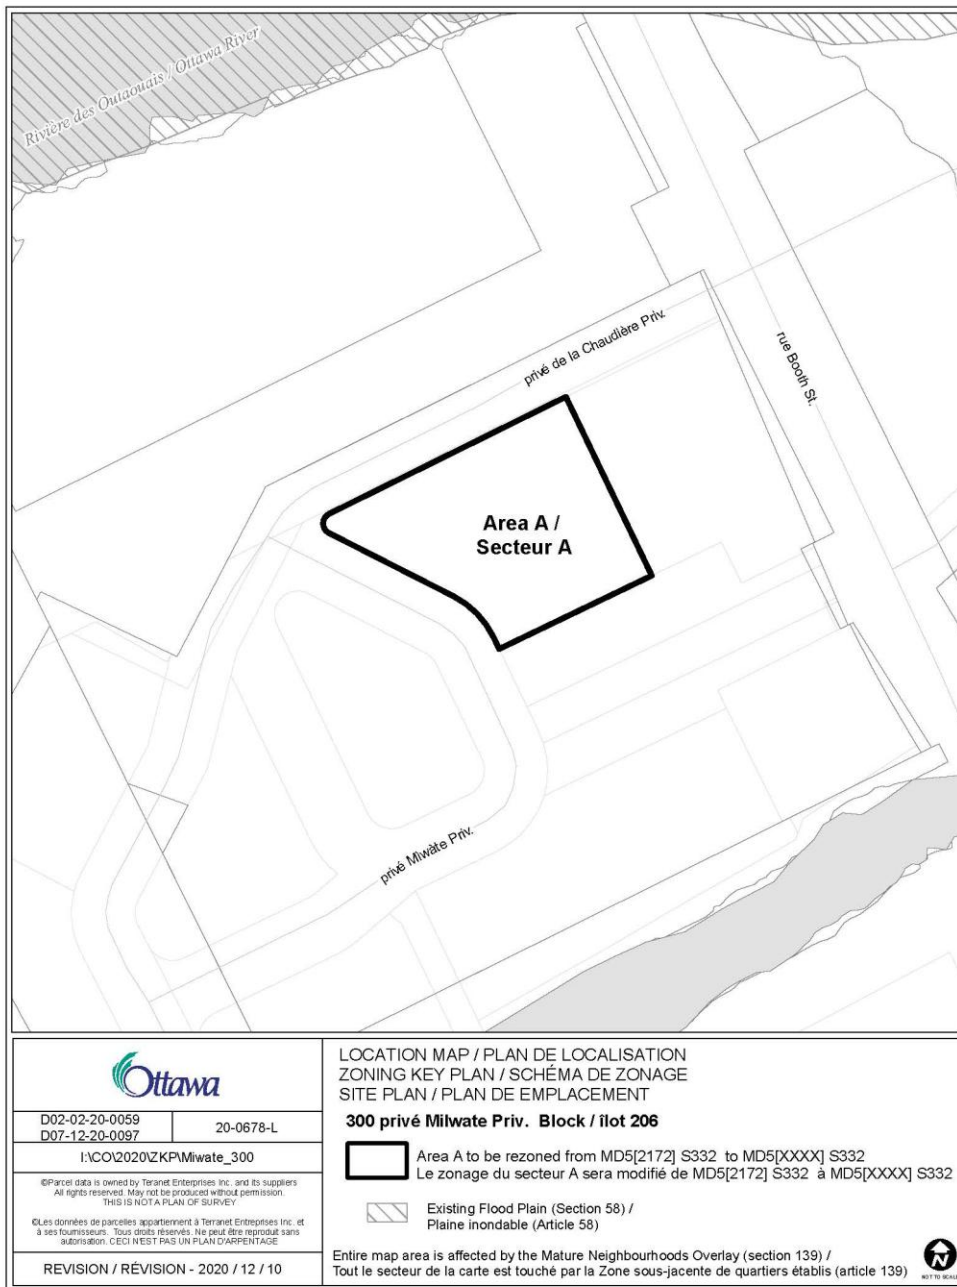 Rivière des Outaouais / Ottawa River
privé de la Chaudière Priv.
rue Booth St.
Area A /
Secteur A
privé Miwàte Priv.
Ottawa
D02-02-20-0059
D07-12-20-0097
20-0678-L
I:\CO\2020\ZKP\Miwate_300
©Parcel data is owned by Teranet Enterprises Inc. and its suppliers
All rights reserved. May not be produced without permission.
THIS IS NOT A PLAN OF SURVEY
©Les données de parcelles appartiennent à Terranet Entreprises Inc. et
à ses fournisseurs. Tous droits réservés. Ne peut être reproduit sans
autorisation. CECI N'EST PAS UN PLAN D'ARPENTAGE
REVISION / RÉVISION - 2020 / 12 / 10
LOCATION MAP / PLAN DE LOCALISATION
ZONING KEY PLAN / SCHÉMA DE ZONAGE
SITE PLAN / PLAN DE EMPLACEMENT
300 privé Milwate Priv. Block / îlot 206
Area A to be rezoned from MD5[2172] S332 to MD5[XXXX] S332
Le zonage du secteur A sera modifié de MD5[2172] S332 à MD5[XXXX] S332
Existing Flood Plain (Section 58) /
Plaine inondable (Article 58)
Entire map area is affected by the Mature Neighbourhoods Overlay (section 139) /
Tout le secteur de la carte est touché par la Zone sous-jacente de quartiers établis (article 139)
N
NOT TO SCALE